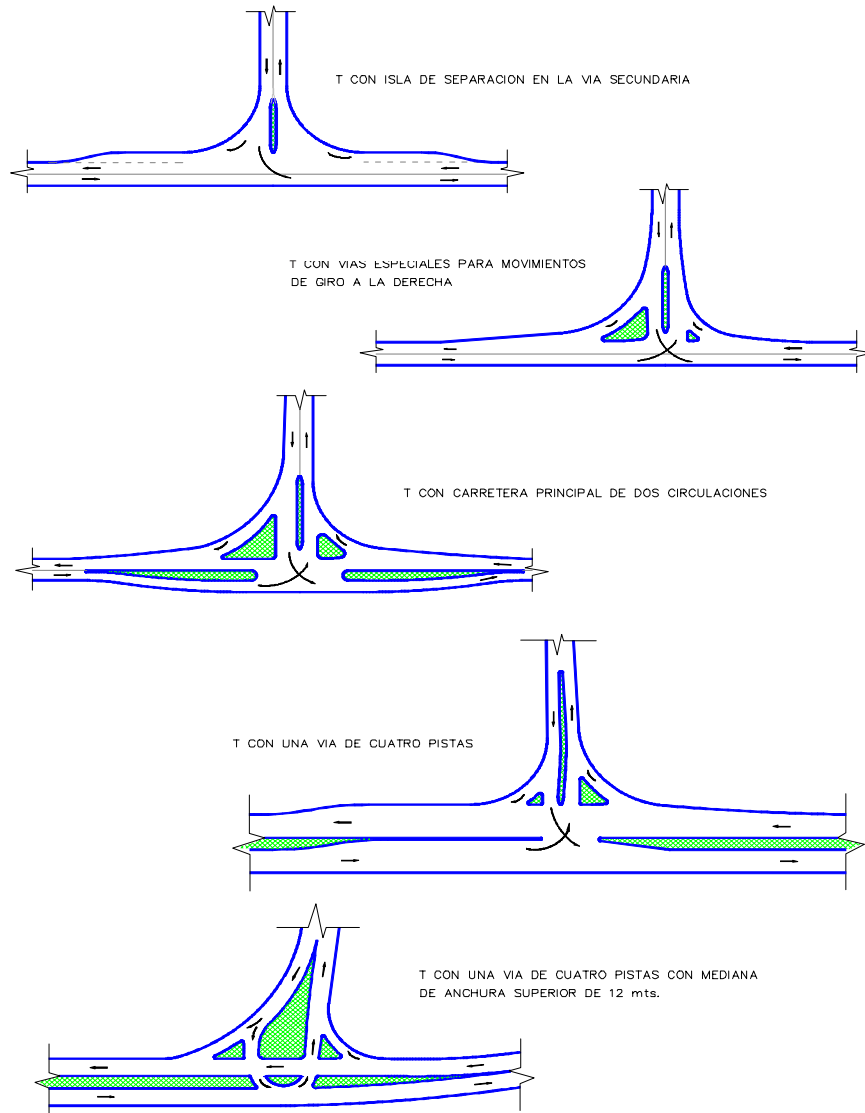 T CON ISLA DE SEPARACION EN LA VIA SECUNDARIA
T CON VIAS ESPECIALES PARA MOVIMIENTOS
DE GIRO A LA DERECHA
T CON CARRETERA PRINCIPAL DE DOS CIRCULACIONES
T CON UNA VIA DE CUATRO PISTAS
T CON UNA VIA DE CUATRO PISTAS CON MEDIANA
DE ANCHURA SUPERIOR DE 12 mts.